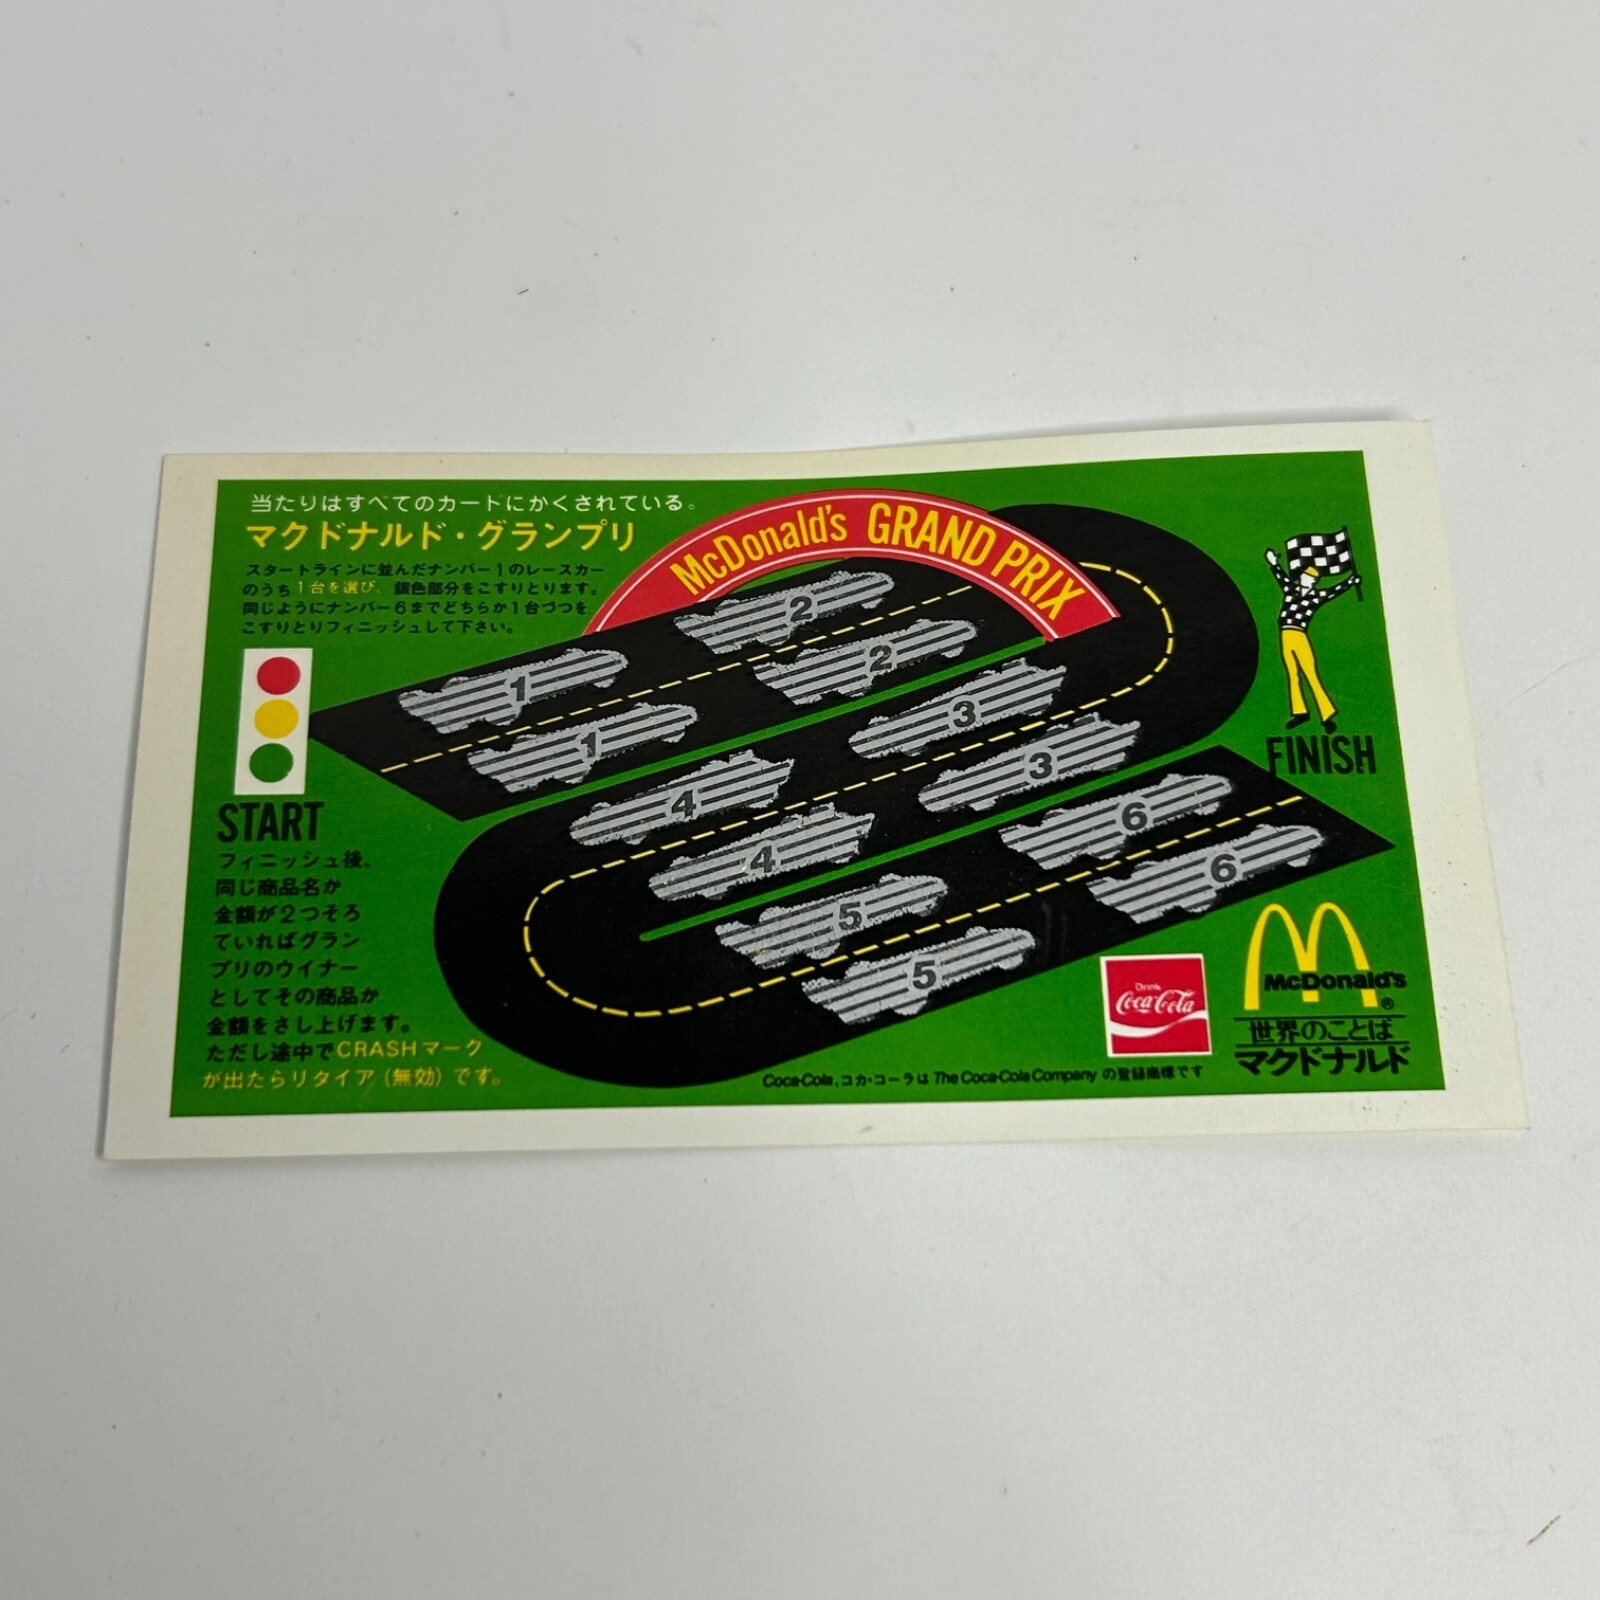 当たりはすべてのカードにかくされている。
マクドナルド・グランプリ
スタートラインに並んだナンバー1のレースカー
のうち1台を選び、銀色部分をこすりとります。
同じようにナンバー6までどちらか1台づつを
こすりとりフィニッシュして下さい。
McDonald's GRAND PRIX
START
フィニッシュ後、
同じ商品名か
金額が2つそろ
ていればグラン
プリのウイナー
としてその商品か
金額をさし上げます。
ただし途中でCRASHマーク
が出たらリタイア(無効)です。
1
1
2
2
3
3
4
4
5
5
6
6
FINISH
Drink
Coca-Cola
McDonald's
®
世界のことば
マクドナルド
Coca-Cola,コカ・コーラは The Coca-Cola Company の登録商標です